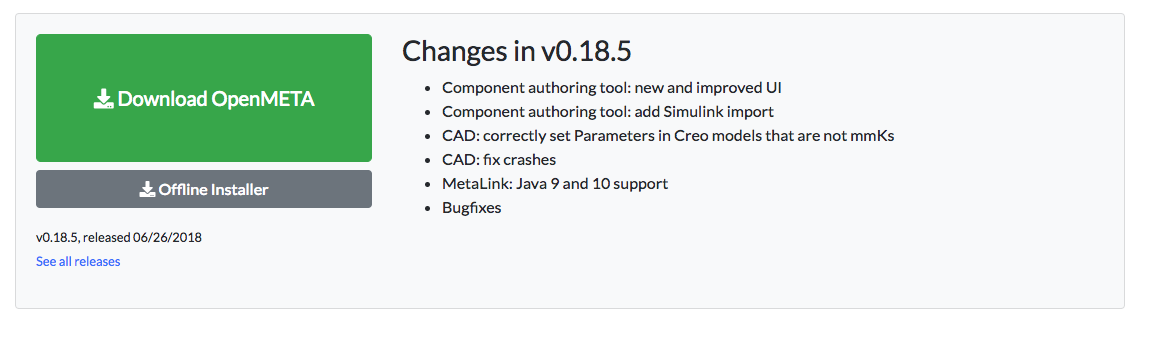 Download OpenMETA
Offline Installer
v0.18.5, released 06/26/2018
See all releases
Changes in v0.18.5
• Component authoring tool: new and improved UI
• Component authoring tool: add Simulink import
• CAD: correctly set Parameters in Creo models that are not mmKs
• CAD: fix crashes
• MetaLink: Java 9 and 10 support
• Bugfixes